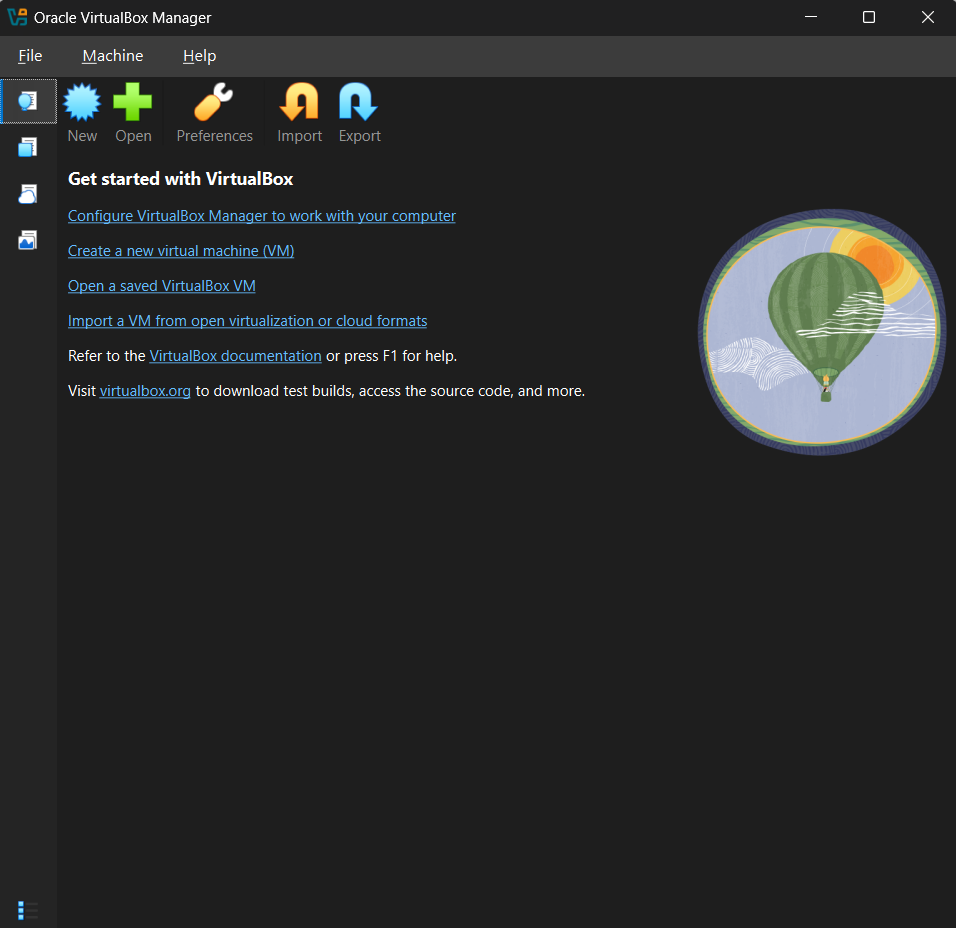 Oracle VirtualBox Manager
File Machine Help
New Open Preferences Import Export
Get started with VirtualBox
Configure VirtualBox Manager to work with your computer
Create a new virtual machine (VM)
Open a saved VirtualBox VM
Import a VM from open virtualization or cloud formats
Refer to the VirtualBox documentation or press F1 for help.
Visit virtualbox.org to download test builds, access the source code, and more.